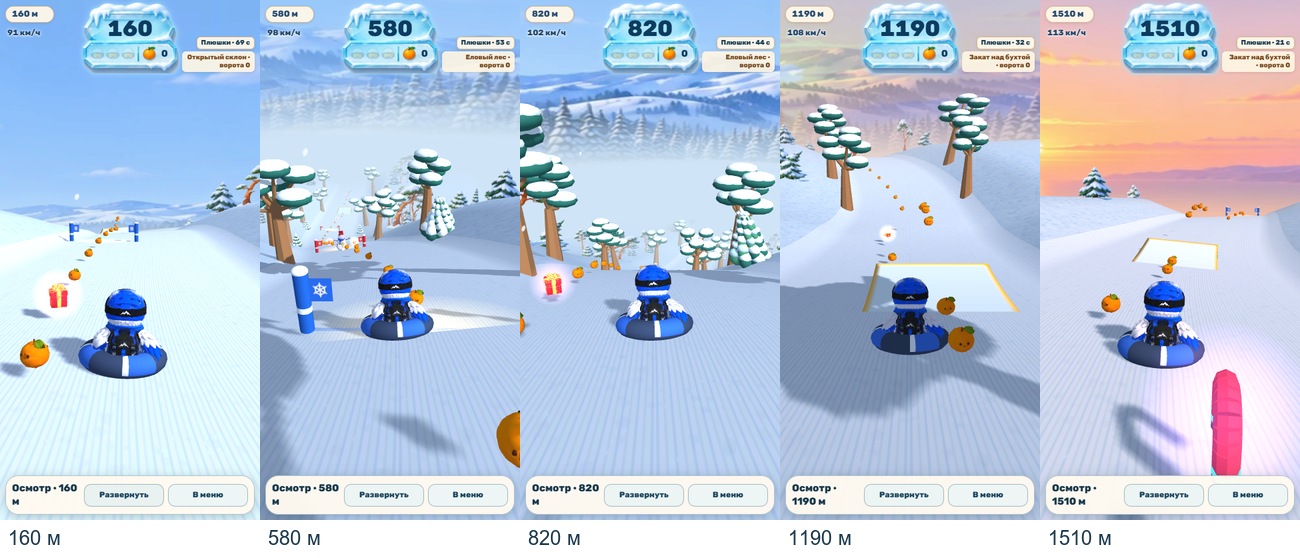 160 м
160
91 км/ч
0
Плюшки · 69 с
Открытый склон ·
ворота 0
Осмотр · 160
м
Развернуть
В меню
160 м
580 м
580
98 км/ч
0
Плюшки · 53 с
Еловый лес ·
ворота 0
Осмотр · 580
м
Развернуть
В меню
580 м
820 м
820
102 км/ч
0
Плюшки · 44 с
Еловый лес ·
ворота 0
Осмотр · 820
м
Развернуть
В меню
820 м
1190 м
1190
108 км/ч
0
Плюшки · 32 с
Закат над бухтой
· ворота 0
Осмотр ·
1190 м
Развернуть
В меню
1190 м
1510 м
1510
113 км/ч
0
Плюшки · 21 с
Закат над бухтой
· ворота 0
Осмотр ·
1510 м
Развернуть
В меню
1510 м